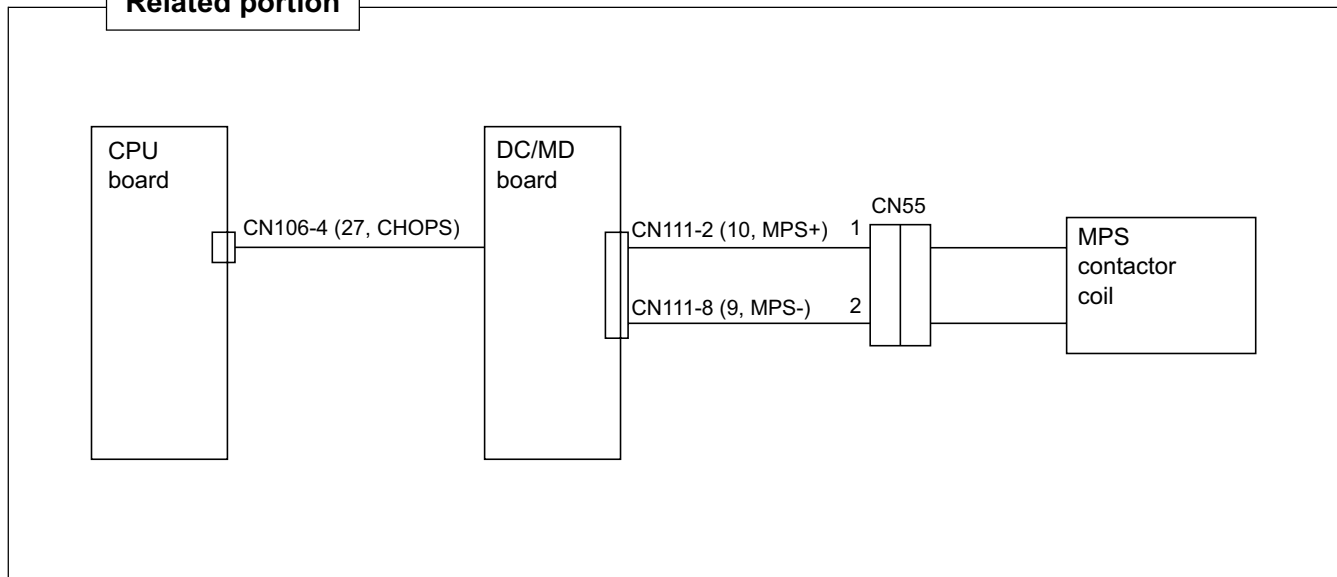 Related portion
CPU
board
CN106-4 (27, CHOPS)
DC/MD
board
CN111-2 (10, MPS+)
1
CN111-8 (9, MPS-)
2
CN55
MPS
contactor
coil